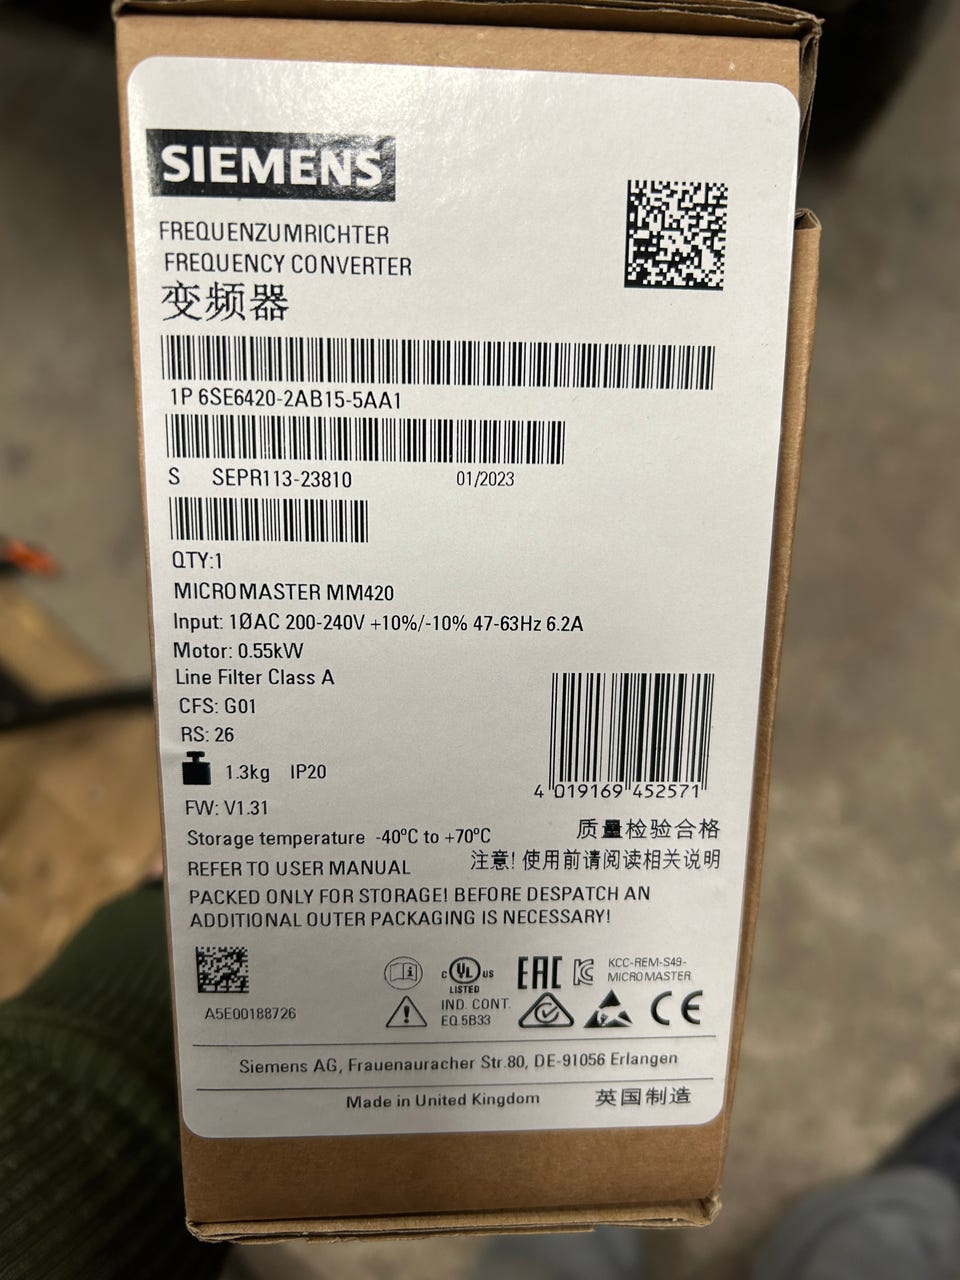 SIEMENS
FREQUENZUMRICHTER
FREQUENCY CONVERTER
变频器
1P 6SE6420-2AB15-5AA1
S SEPR113-23810 01/2023
QTY:1
MICROMASTER MM420
Input: 1ØAC 200-240V +10%/-10% 47-63Hz 6.2A
Motor: 0.55kW
Line Filter Class A
CFS: G01
RS: 26
1.3kg IP20
4 019169 452571
FW: V1.31
Storage temperature -40ºC to +70ºC
质量检验合格
REFER TO USER MANUAL
注意! 使用前请阅读相关说明
PACKED ONLY FOR STORAGE! BEFORE DESPATCH AN
ADDITIONAL OUTER PACKAGING IS NECESSARY!
A5E00188726
c UL us
LISTED
IND. CONT.
EQ.5B33
EAC
KCC-REM-S49-
MICROMASTER
CE
Siemens AG, Frauenauracher Str.80, DE-91056 Erlangen
Made in United Kingdom 英国制造